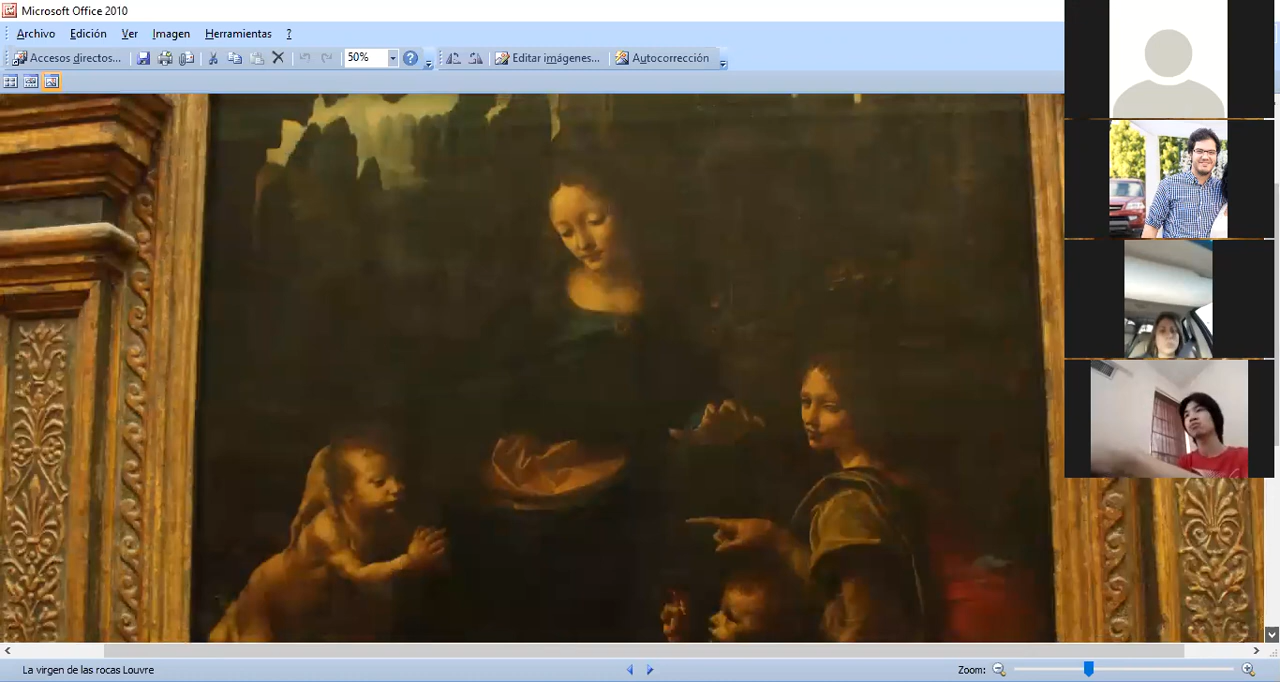 Microsoft Office 2010
Archivo Edición Ver Imagen Herramientas ?
Accesos directos... 50% Editar imágenes... Autocorrección
La virgen de las rocas Louvre Zoom: